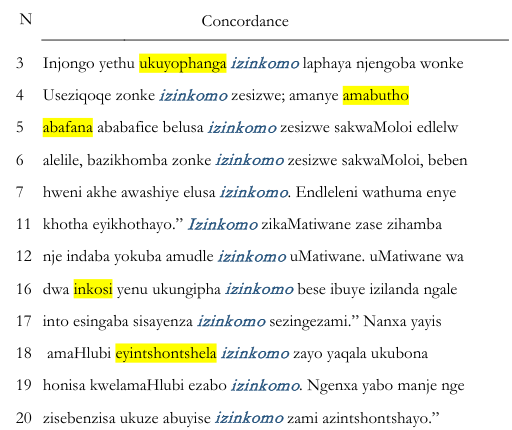 N Concordance
3 Injongo yethu ukuyophanga izinkomo laphaya njengoba wonke
4 Useziqoqe zonke izinkomo zesizwe; amanye amabutho
5 abafana ababafice belusa izinkomo zesizwe sakwaMoloi edlelw
6 alelile, bazikhomba zonke izinkomo zesizwe sakwaMoloi, beben
7 hweni akhe awashiye elusa izinkomo. Endleleni wathuma enye
11 khotha eyikhothayo.” Izinkomo zikaMatiwane zase zihamba
12 nje indaba yokuba amudle izinkomo uMatiwane. uMatiwane wa
16 dwa inkosi yenu ukungipha izinkomo bese ibuye izilanda ngale
17 into esingaba sisayenza izinkomo sezingezami.” Nanxa yayis
18 amaHlubi eyintshontshela izinkomo zayo yaqala ukubona
19 honisa kwelamaHlubi ezabo izinkomo. Ngenxa yabo manje nge
20 zisebenzisa ukuze abuyise izinkomo zami azintshontshayo.”